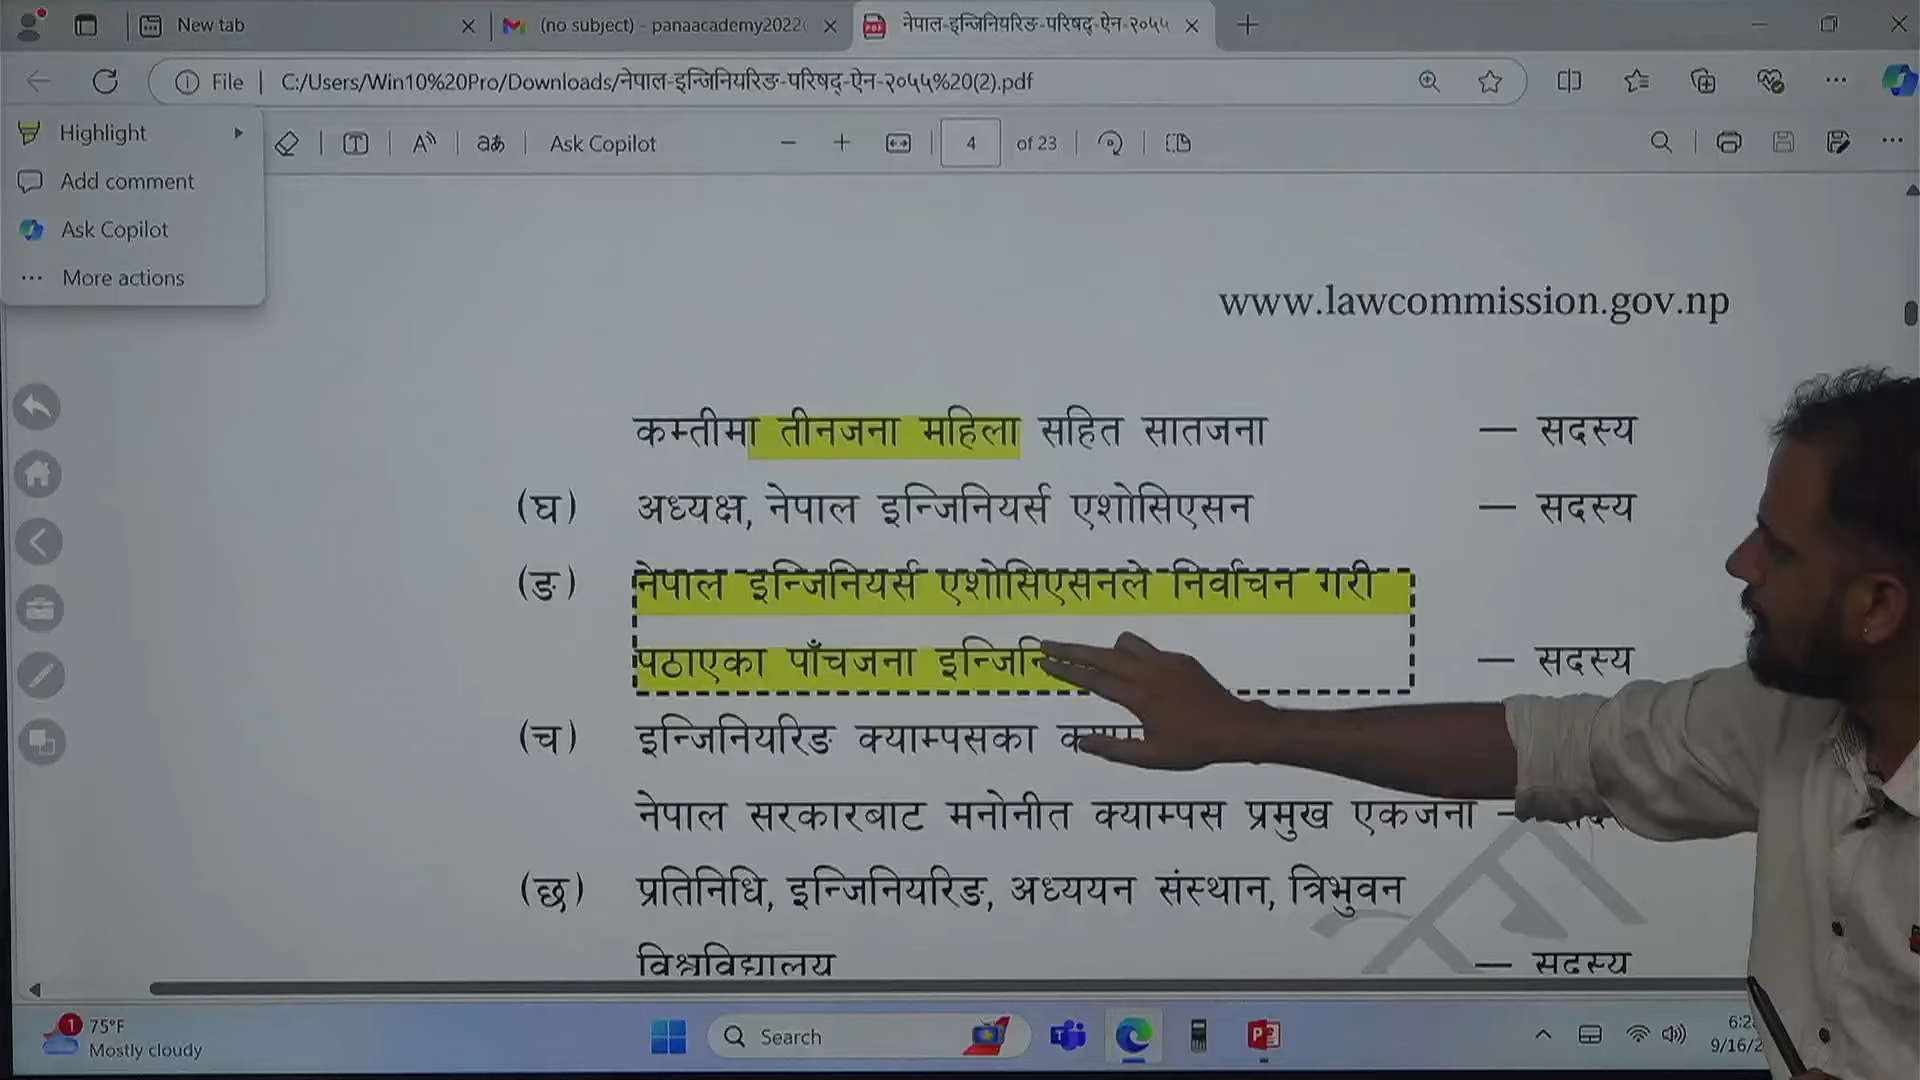 New tab
(no subject) - panaacademy2022
नेपाल-इन्जिनियरिङ-परिषद्-ऐन-२०५५
File
C:/Users/Win10%20Pro/Downloads/नेपाल-इन्जिनियरिङ-परिषद्-ऐन-२०५५%20(2).pdf
Highlight
Add comment
Ask Copilot
More actions
Ask Copilot
4 of 23
www.lawcommission.gov.np
कम्तीमा तीनजना महिला सहित सातजना — सदस्य
(घ) अध्यक्ष, नेपाल इन्जिनियर्स एशोसिएसन — सदस्य
(ङ) नेपाल इन्जिनियर्स एशोसिएसनले निर्वाचन गरी
पठाएका पाँचजना — सदस्य
(च) इन्जिनियरिङ क्याम्पसका
नेपाल सरकारबाट मनोनीत क्याम्पस प्रमुख एकजना —
(छ) प्रतिनिधि, इन्जिनियरिङ, अध्ययन संस्थान, त्रिभुवन
विश्वविद्यालय — सदस्य
1
75°F
Mostly cloudy
Search